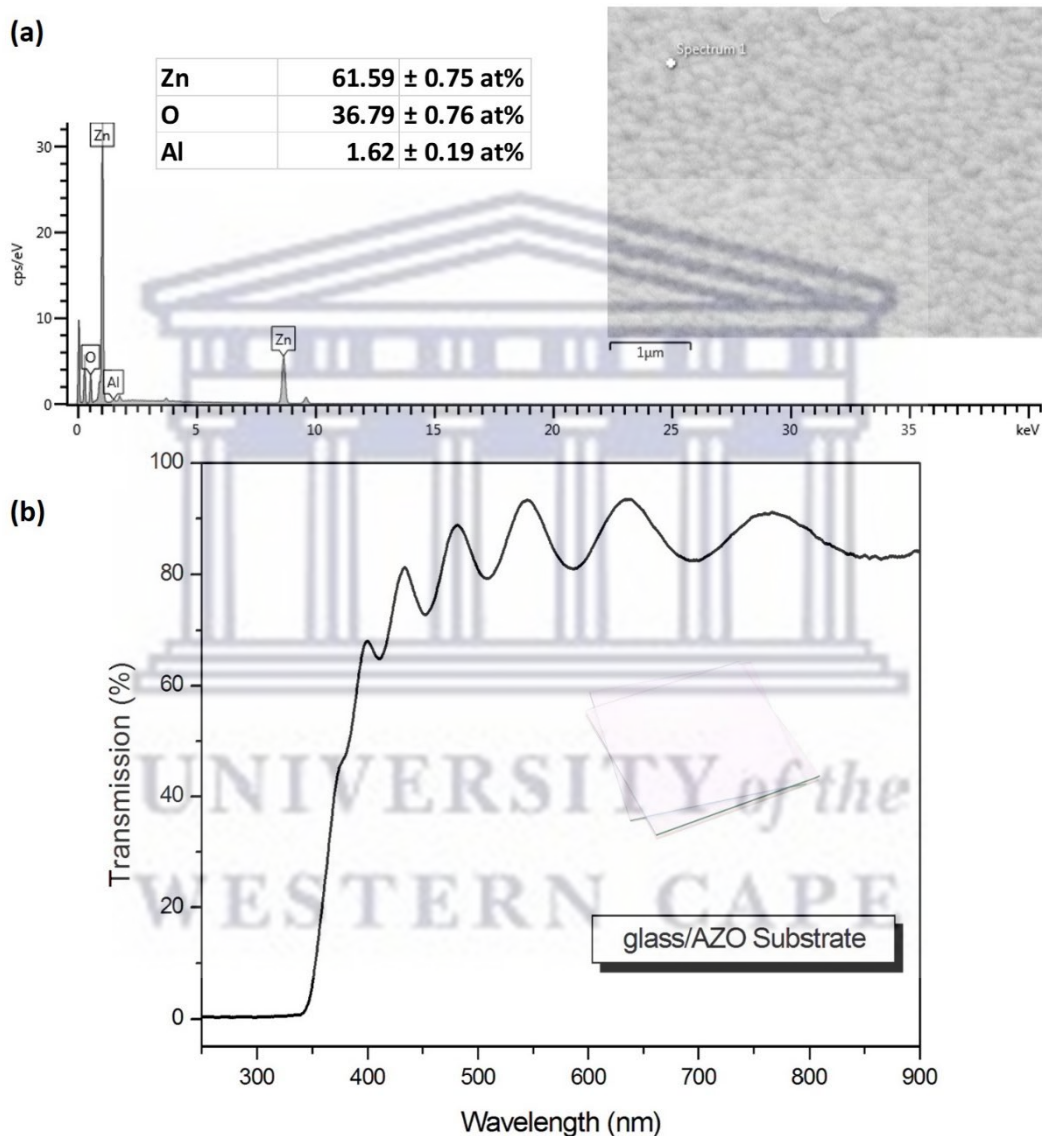 (a)
Spectrum 1
Zn 61.59 ± 0.75 at%
O 36.79 ± 0.76 at%
Al 1.62 ± 0.19 at%
Zn
30
20
cps/eV
10
Zn
O
Al
0
1µm
0 5 10 15 20 25 30 35 keV
(b)
100
80
60
40
20
0
Transmission (%)
UNIVERSITY of the
WESTERN CAPE
glass/AZO Substrate
300 400 500 600 700 800 900
Wavelength (nm)